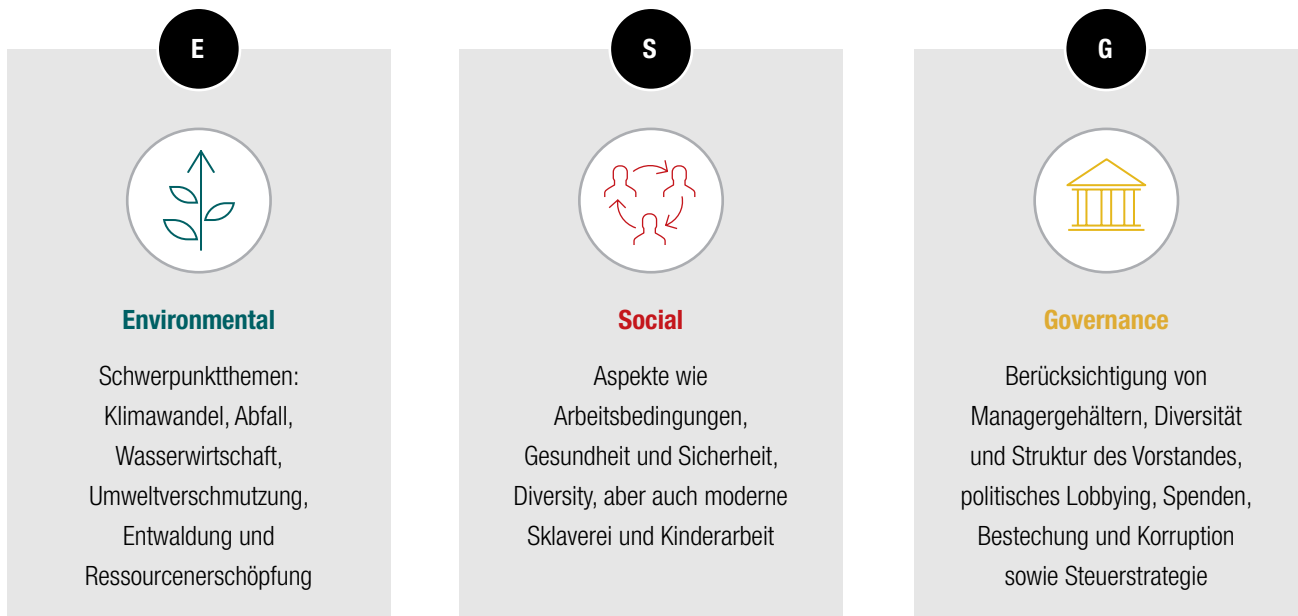 E
Environmental
Schwerpunktthemen:
Klimawandel, Abfall,
Wasserwirtschaft,
Umweltverschmutzung,
Entwaldung und
Ressourcenerschöpfung
S
Social
Aspekte wie
Arbeitsbedingungen,
Gesundheit und Sicherheit,
Diversity, aber auch moderne
Sklaverei und Kinderarbeit
G
Governance
Berücksichtigung von
Managergehältern, Diversität
und Struktur des Vorstandes,
politisches Lobbying, Spenden,
Bestechung und Korruption
sowie Steuerstrategie